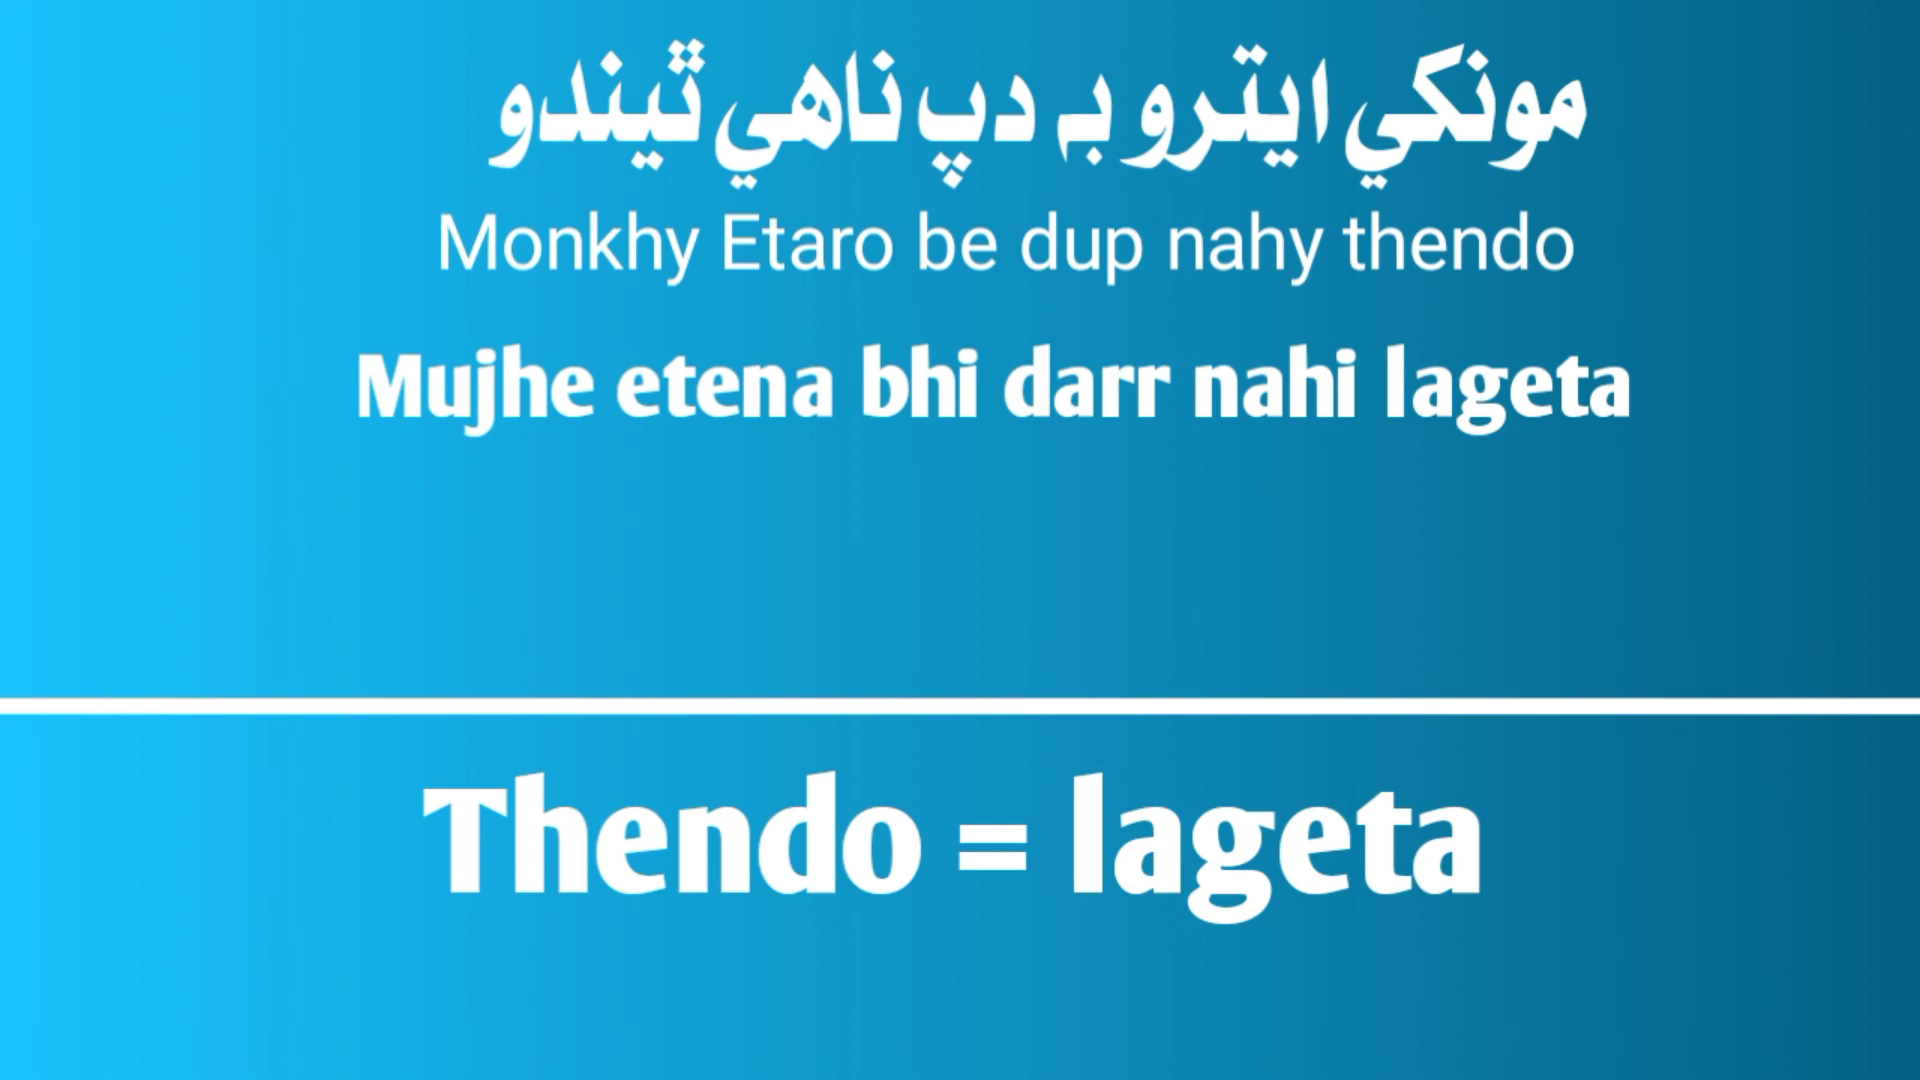 مونکي ايترو بہ دپ ناهي ٿيندو
Monkhy Etaro be dup nahy thendo
Mujhe etena bhi darr nahi lageta
Thendo = lageta